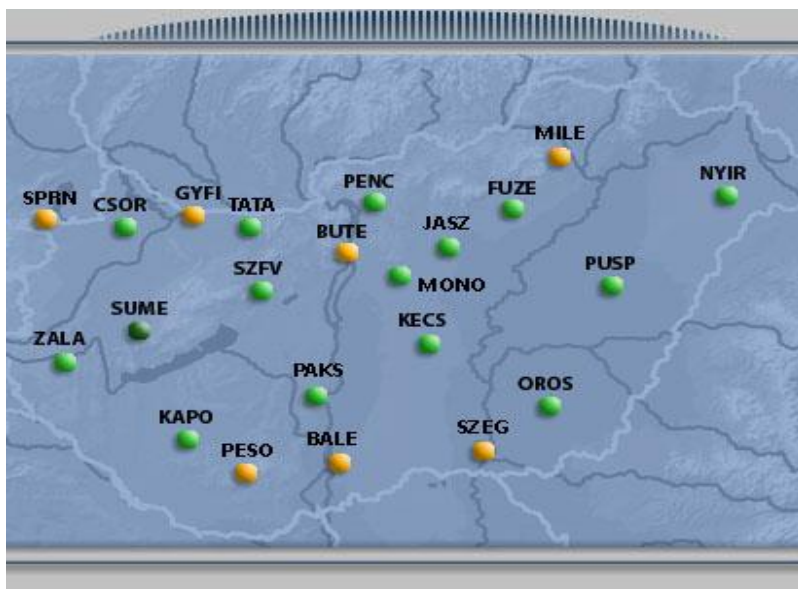 MILE
NYIR
PENC
FUZE
SPRN
CSOR
GYFI
TATA
JASZ
BUTE
SZFV
PUSP
MONO
SUME
KECS
ZALA
PAKS
OROS
KAPO
SZEG
BALE
PESO